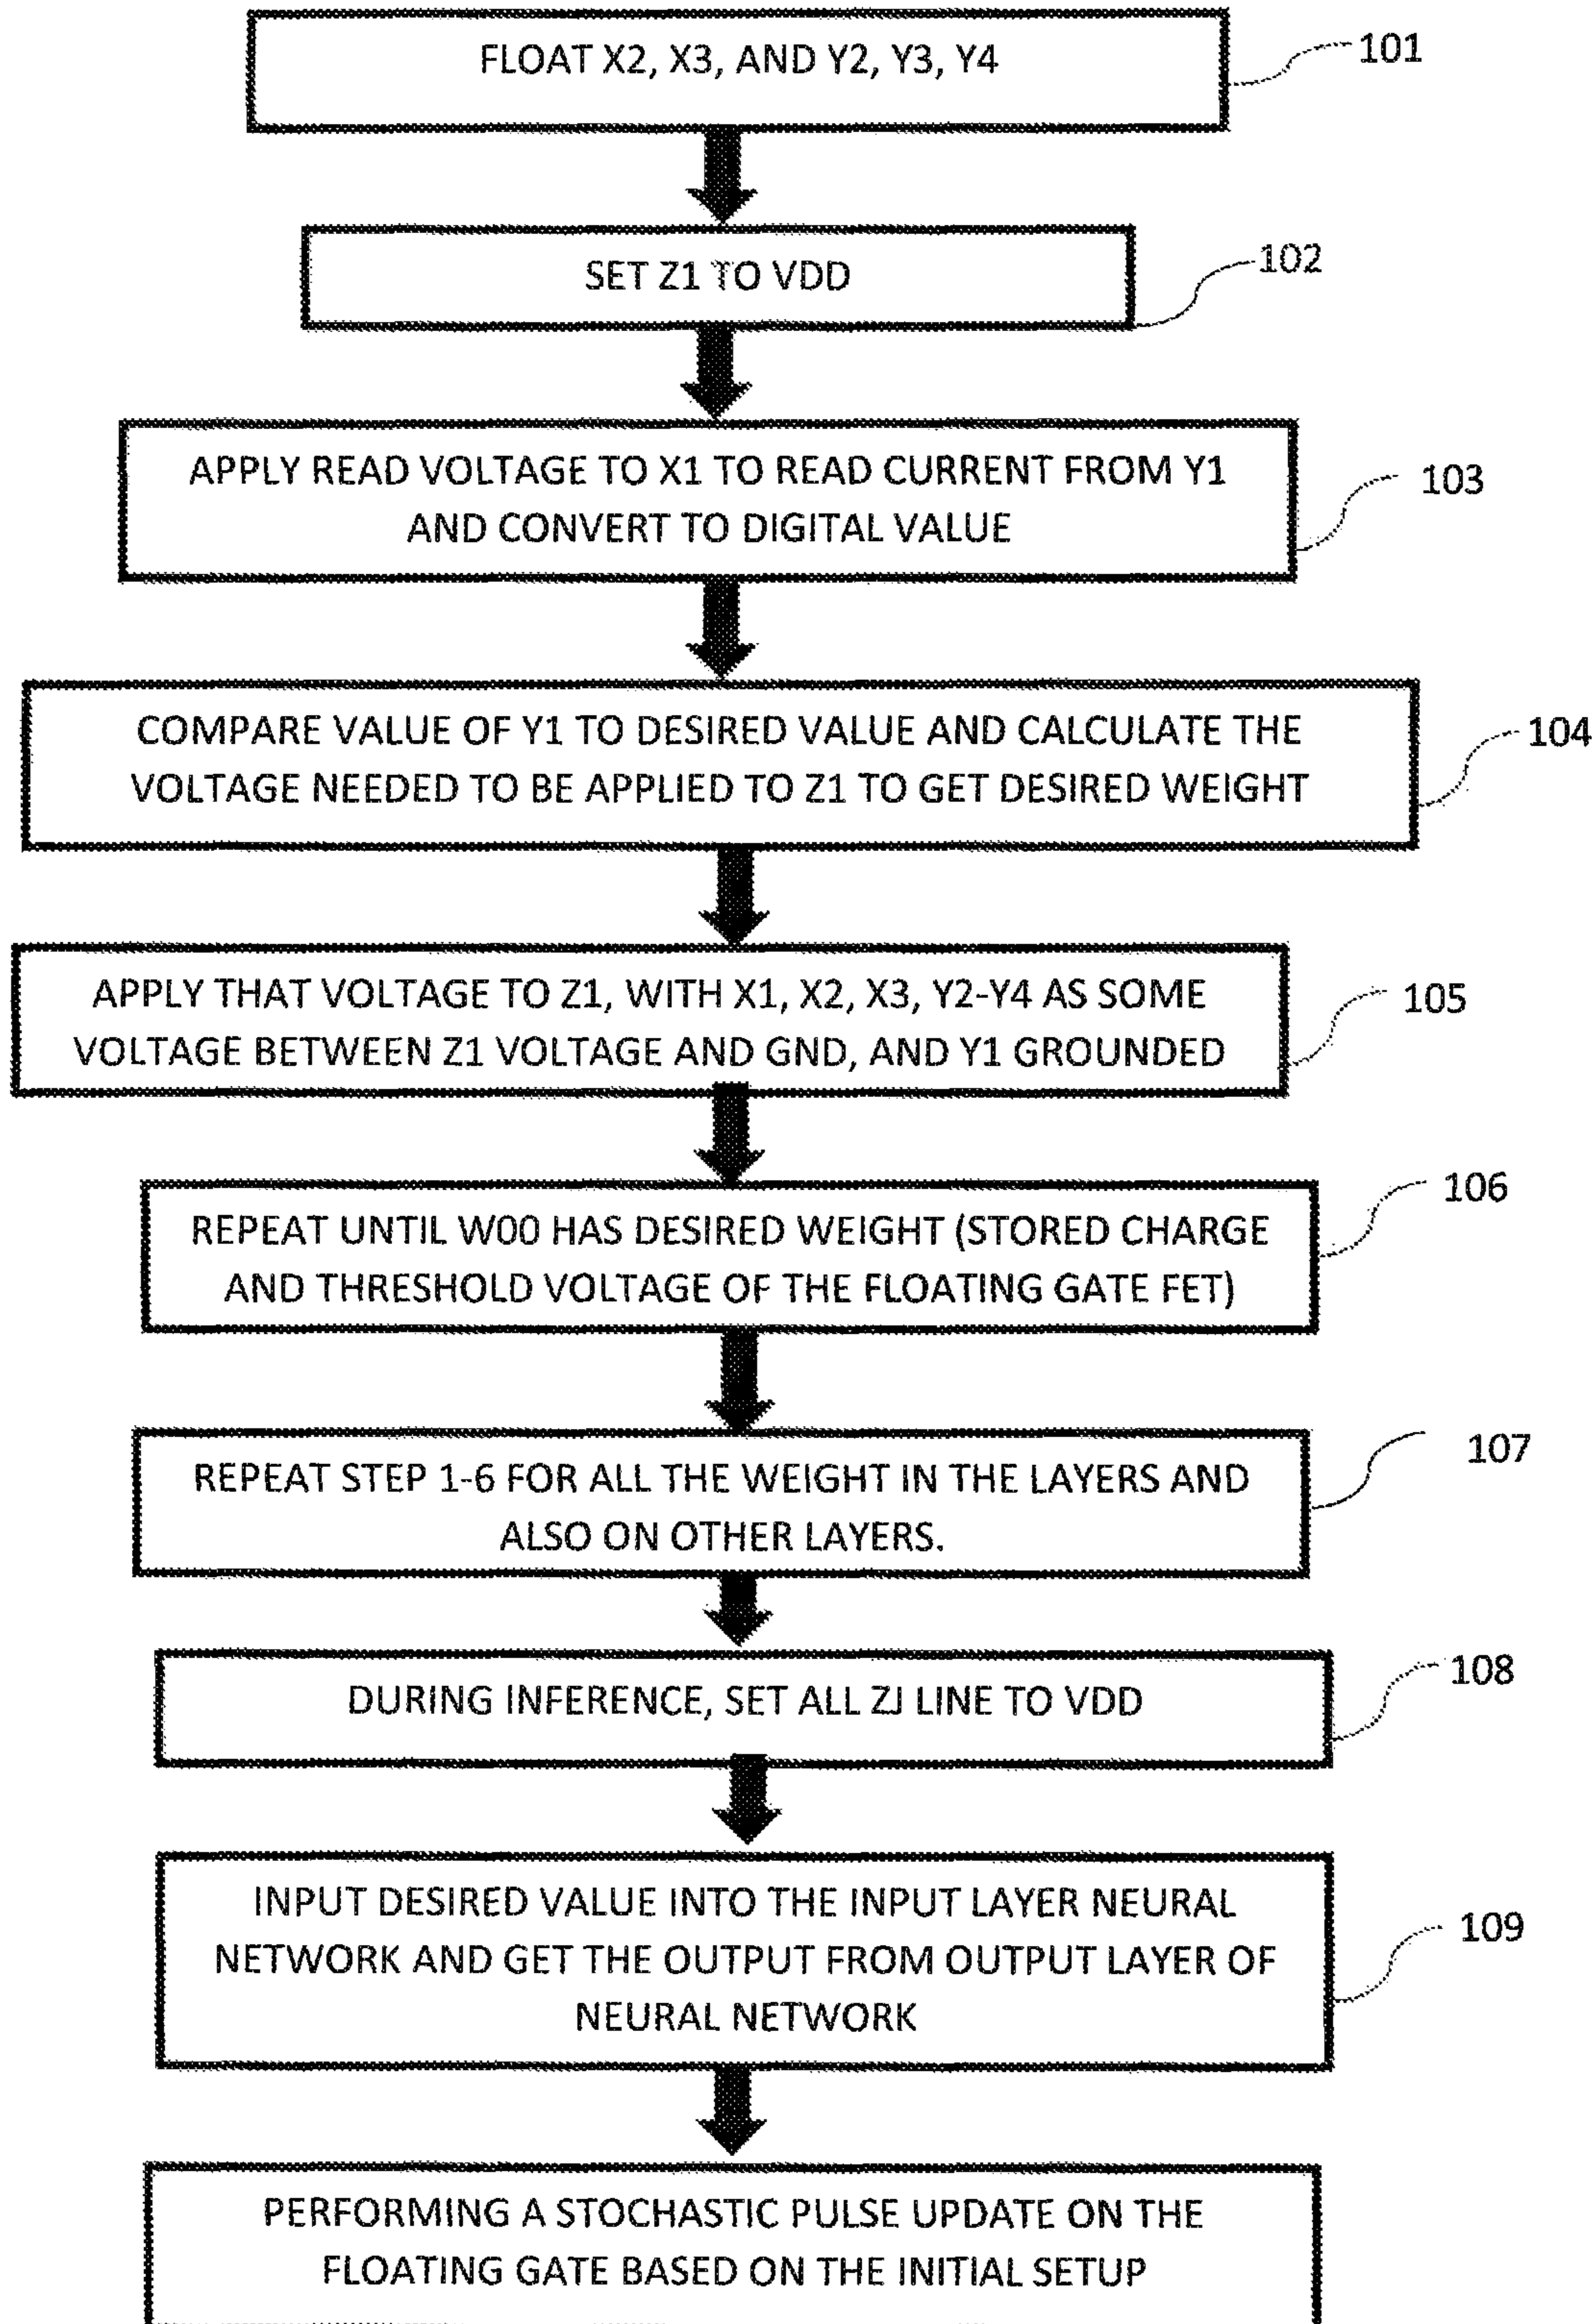 FLOAT X2, X3, AND Y2, Y3, Y4
101
SET Z1 TO VDD
102
APPLY READ VOLTAGE TO X1 TO READ CURRENT FROM Y1
AND CONVERT TO DIGITAL VALUE
103
COMPARE VALUE OF Y1 TO DESIRED VALUE AND CALCULATE THE
VOLTAGE NEEDED TO BE APPLIED TO Z1 TO GET DESIRED WEIGHT
104
APPLY THAT VOLTAGE TO Z1, WITH X1, X2, X3, Y2-Y4 AS SOME
VOLTAGE BETWEEN Z1 VOLTAGE AND GND, AND Y1 GROUNDED
105
REPEAT UNTIL W00 HAS DESIRED WEIGHT (STORED CHARGE
AND THRESHOLD VOLTAGE OF THE FLOATING GATE FET)
106
REPEAT STEP 1-6 FOR ALL THE WEIGHT IN THE LAYERS AND
ALSO ON OTHER LAYERS.
107
DURING INFERENCE, SET ALL ZJ LINE TO VDD
108
INPUT DESIRED VALUE INTO THE INPUT LAYER NEURAL
NETWORK AND GET THE OUTPUT FROM OUTPUT LAYER OF
NEURAL NETWORK
109
PERFORMING A STOCHASTIC PULSE UPDATE ON THE
FLOATING GATE BASED ON THE INITIAL SETUP